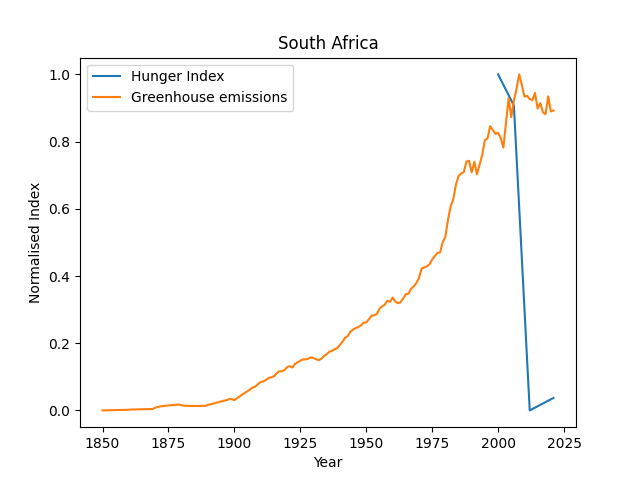 South Africa
Hunger Index
Greenhouse emissions
1.0
0.8
0.6
0.4
0.2
0.0
Normalised Index
1850 1875 1900 1925 1950 1975 2000 2025
Year